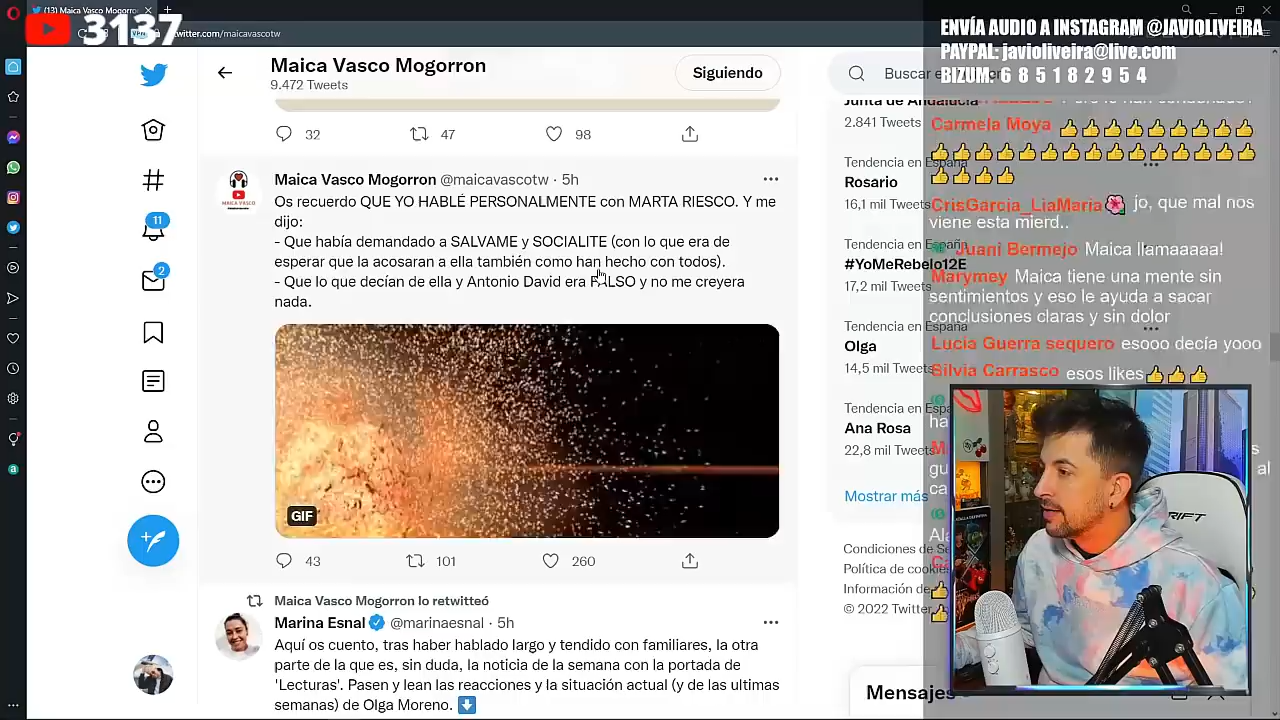 (13) Maica Vasco Mogorron
3137
twitter.com/maicavascotw
VPN
ENVÍA AUDIO A INSTAGRAM @JAVIOLIVEIRA
PAYPAL: javioliveira@live.com
BIZUM: 6 8 5 1 8 2 9 5 4
Maica Vasco Mogorron
9.472 Tweets
Siguiendo
Buscar e
32
47
98
Maica Vasco Mogorron @maicavascotw · 5h
Os recuerdo QUE YO HABLÉ PERSONALMENTE con MARTA RIESCO. Y me
dijo:
- Que había demandado a SALVAME y SOCIALITE (con lo que era de
esperar que acosaran a ella también como han hecho con todos).
- Que lo que decían de ella y Antonio David era FALSO y no me creyera
nada.
MAICA VASCO
GIF
43
101
260
Maica Vasco Mogorron lo retwitteó
Marina Esnal @marinaesnal · 5h
Aquí os cuento, tras haber hablado largo y tendido con familiares, la otra
parte de la que es, sin duda, la noticia de la semana con la portada de
'Lecturas'. Pasen y lean las reacciones y la situación actual (y de las ultimas
semanas) de Olga Moreno.
11
2
Junta de Andalucía
2.841 Tweets
Tendencia en España
Rosario
16,1 mil Tweets
Tendencia en España
#YoMeRebelo12E
17,2 mil Tweets
Tendencia en España
Olga
14,5 mil Tweets
Tendencia en Espa
Ana Rosa
22,8 mil Tweets
Mostrar más
Condiciones de Se
Política de cookies
Información de
© 2022 Twitter,
Mensajes
Carmela Moya 👍👍👍👍👍👍👍👍👍
👍👍👍👍👍👍👍👍👍👍👍👍👍👍👍
👍👍👍👍
CrisGarcia_LiaMaria🌺 jo, que mal nos
viene esta mierd..
Juani Bermejo Maica llamaaaaa!
Marymey Maica tiene una mente sin
sentimientos y eso le ayuda a sacar
conclusiones claras y sin dolor
Lucia Guerra sequero esooo decía yooo
Silvia Carrasco esos likes👍👍👍
RIFT